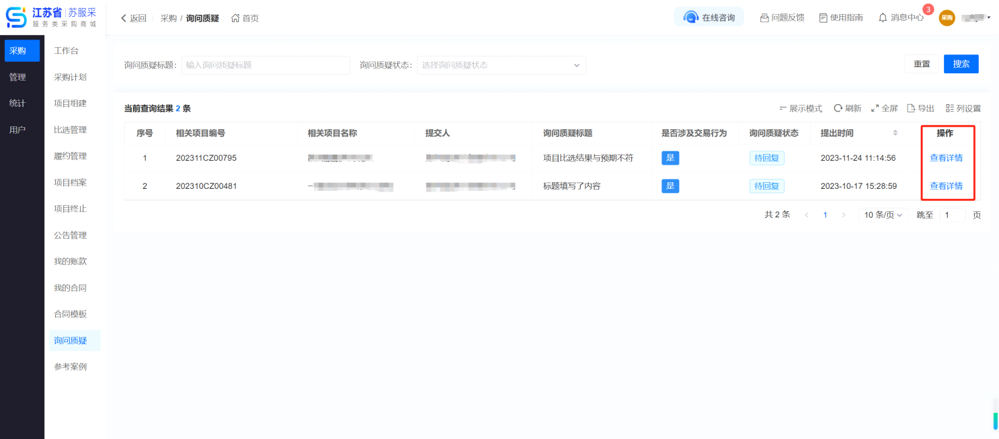 江苏省 苏服采
服务类采购商城
返回 采购 / 询问质疑 首页
在线咨询 问题反馈 使用指南 消息中心 3 采购
采购
管理
统计
用户
工作台
采购计划
项目组建
比选管理
履约管理
项目档案
项目终止
公告管理
我的账款
我的合同
合同模板
询问质疑
参考案例
询问质疑标题: 输入询问质疑标题 询问质疑状态: 选择询问质疑状态 重置 搜索
当前查询结果 2 条 展示模式 刷新 全屏 导出 列设置
序号 相关项目编号 相关项目名称 提交人 询问质疑标题 是否涉及交易行为 询问质疑状态 提出时间 操作
1 202311CZ00795 项目比选结果与预期不符 是 待回复 2023-11-24 11:14:56 查看详情
2 202310CZ00481 标题填写了内容 是 待回复 2023-10-17 15:28:59 查看详情
共 2 条 1 10 条/页 跳至 1 页